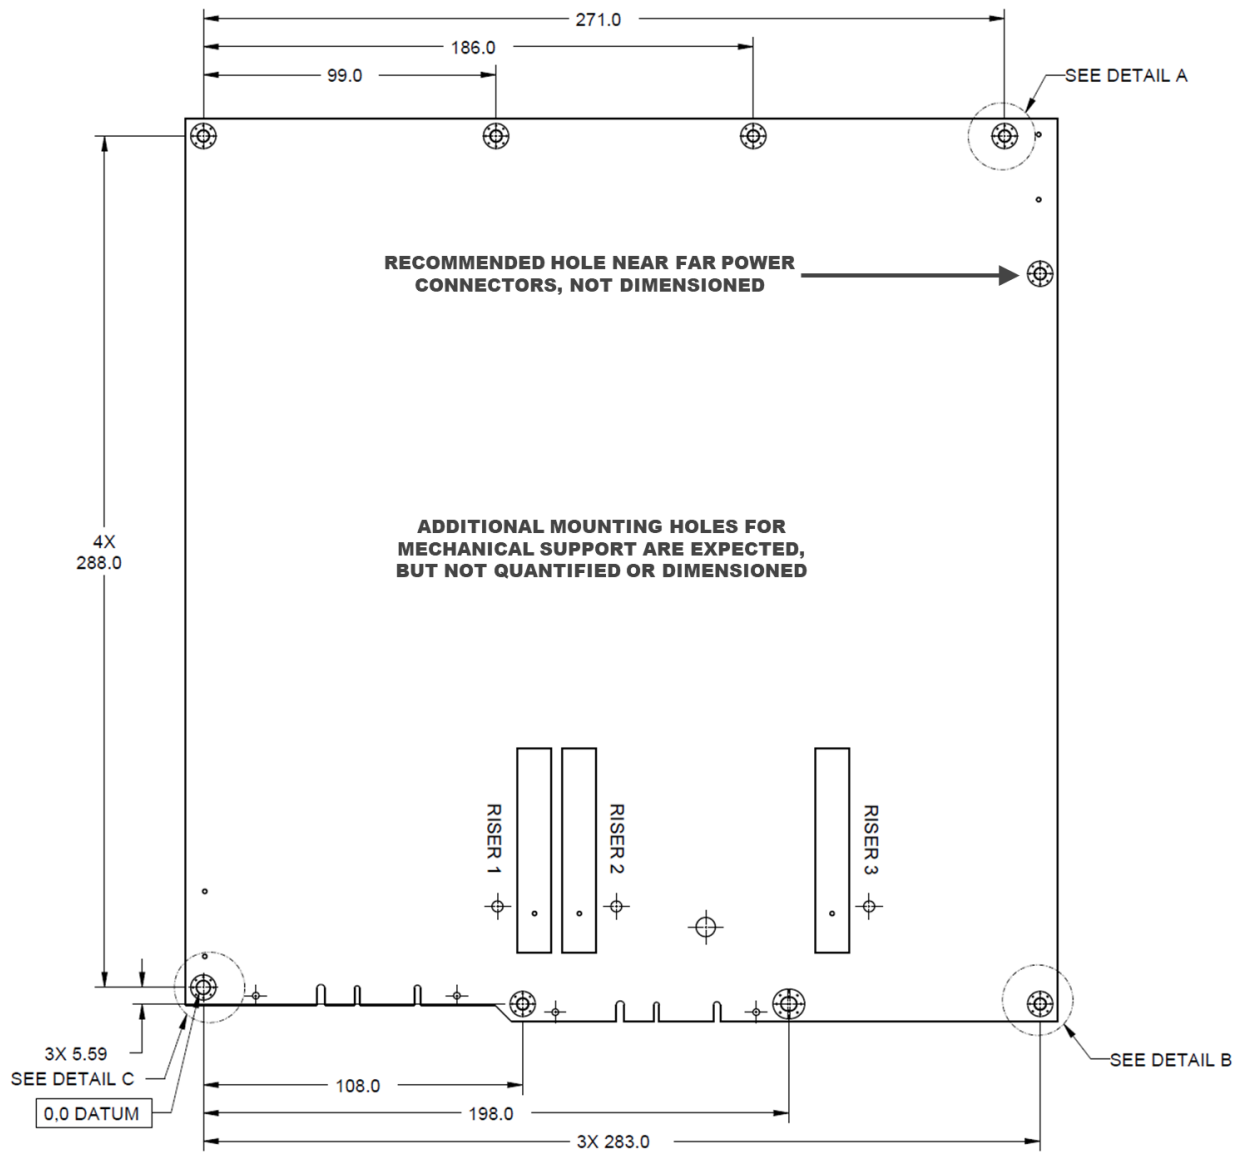 271.0
186.0
99.0
SEE DETAIL A
RECOMMENDED HOLE NEAR FAR POWER
CONNECTORS, NOT DIMENSIONED
ADDITIONAL MOUNTING HOLES FOR
MECHANICAL SUPPORT ARE EXPECTED,
BUT NOT QUANTIFIED OR DIMENSIONED
4X
288.0
RISER 1
RISER 2
RISER 3
3X 5.59
SEE DETAIL C
0,0 DATUM
SEE DETAIL B
108.0
198.0
3X 283.0